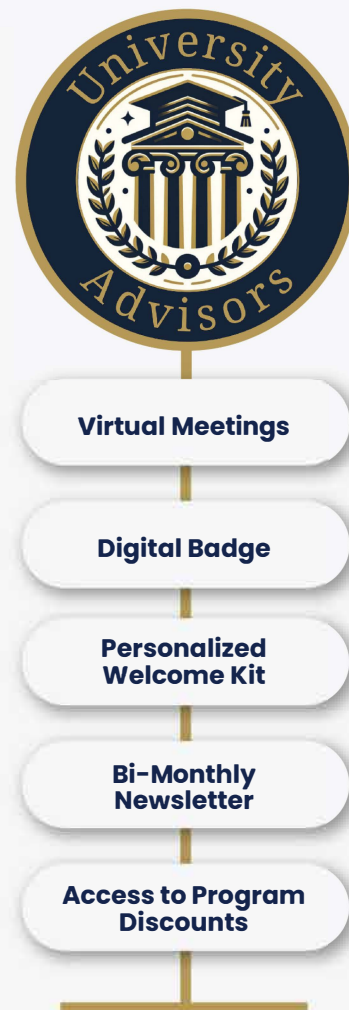 University
Advisors
Virtual Meetings
Digital Badge
Personalized
Welcome Kit
Bi-Monthly
Newsletter
Access to Program
Discounts